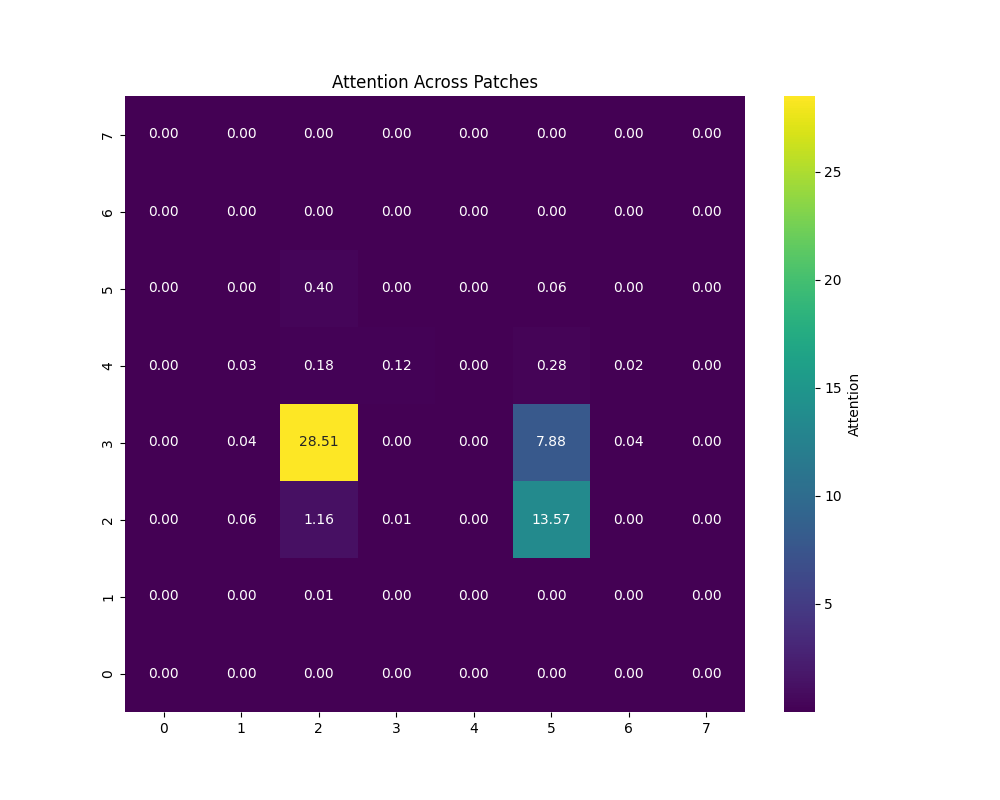 Attention Across Patches
7 0.00 0.00 0.00 0.00 0.00 0.00 0.00 0.00
6 0.00 0.00 0.00 0.00 0.00 0.00 0.00 0.00
5 0.00 0.00 0.40 0.00 0.00 0.06 0.00 0.00
4 0.00 0.03 0.18 0.12 0.00 0.28 0.02 0.00
3 0.00 0.04 28.51 0.00 0.00 7.88 0.04 0.00
2 0.00 0.06 1.16 0.01 0.00 13.57 0.00 0.00
1 0.00 0.00 0.01 0.00 0.00 0.00 0.00 0.00
0 0.00 0.00 0.00 0.00 0.00 0.00 0.00 0.00
0 1 2 3 4 5 6 7
25
20
15
10
5
Attention